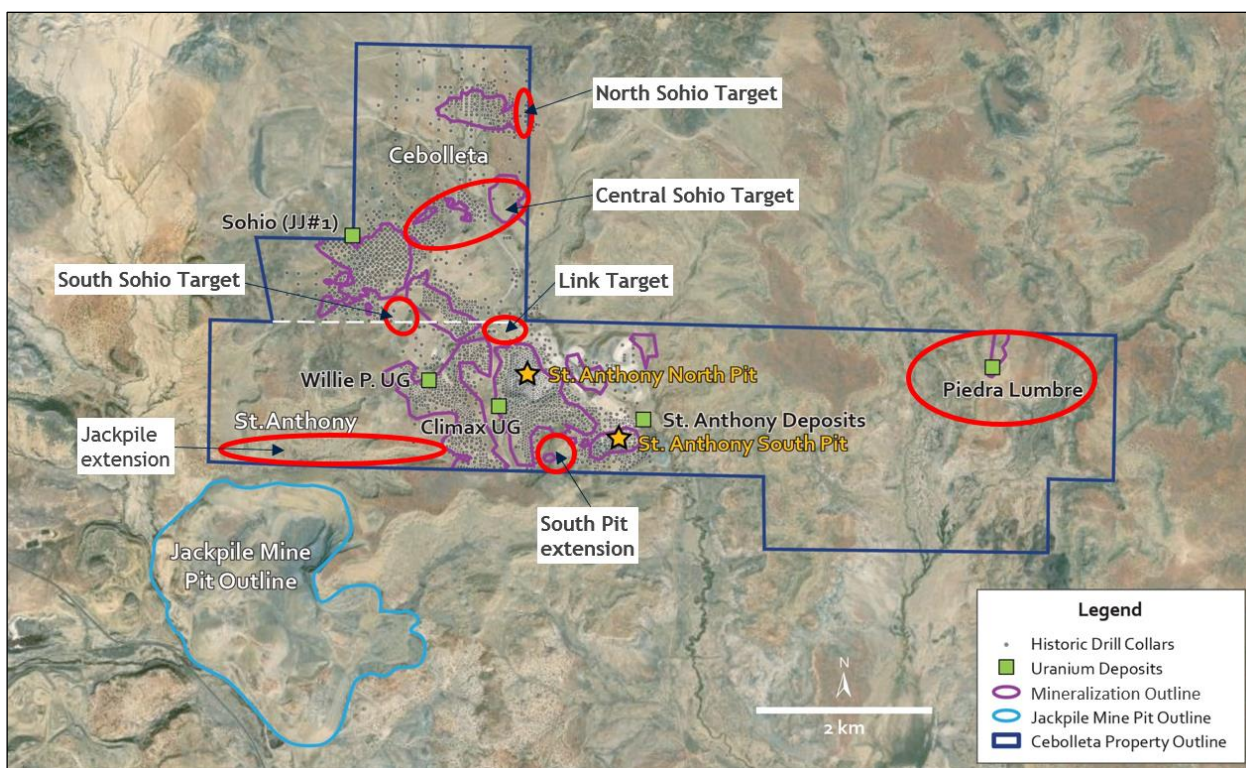 North Sohio Target
Cebolleta
Central Sohio Target
Sohio (JJ#1)
South Sohio Target
Link Target
Willie P. UG
St. Anthony North Pit
Piedra Lumbre
Climax UG
St. Anthony Deposits
St.Anthony
St. Anthony South Pit
Jackpile
extension
South Pit
extension
Jackpile Mine
Pit Outline
N
2 km
Legend
Historic Drill Collars
Uranium Deposits
Mineralization Outline
Jackpile Mine Pit Outline
Cebolleta Property Outline